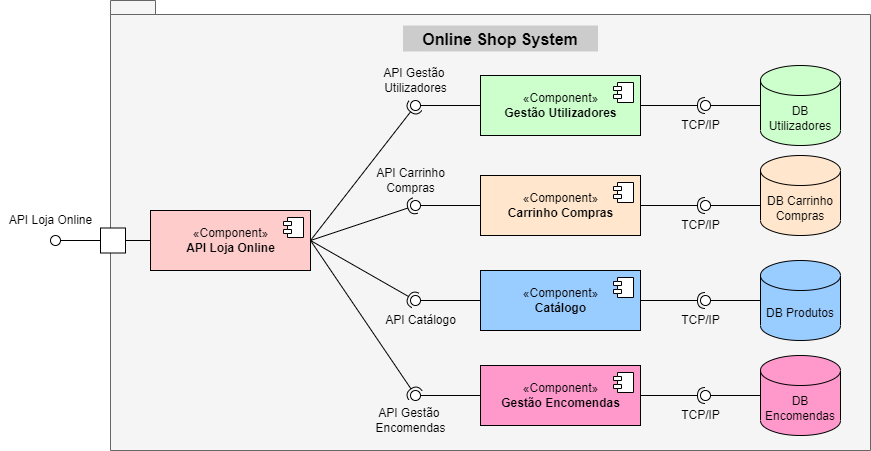 Online Shop System
API Gestão
Utilizadores
«Component»
Gestão Utilizadores
TCP/IP
DB
Utilizadores
API Carrinho
Compras
«Component»
Carrinho Compras
TCP/IP
DB Carrinho
Compras
API Loja Online
«Component»
API Loja Online
API Catálogo
«Component»
Catálogo
TCP/IP
DB Produtos
API Gestão
Encomendas
«Component»
Gestão Encomendas
TCP/IP
DB
Encomendas